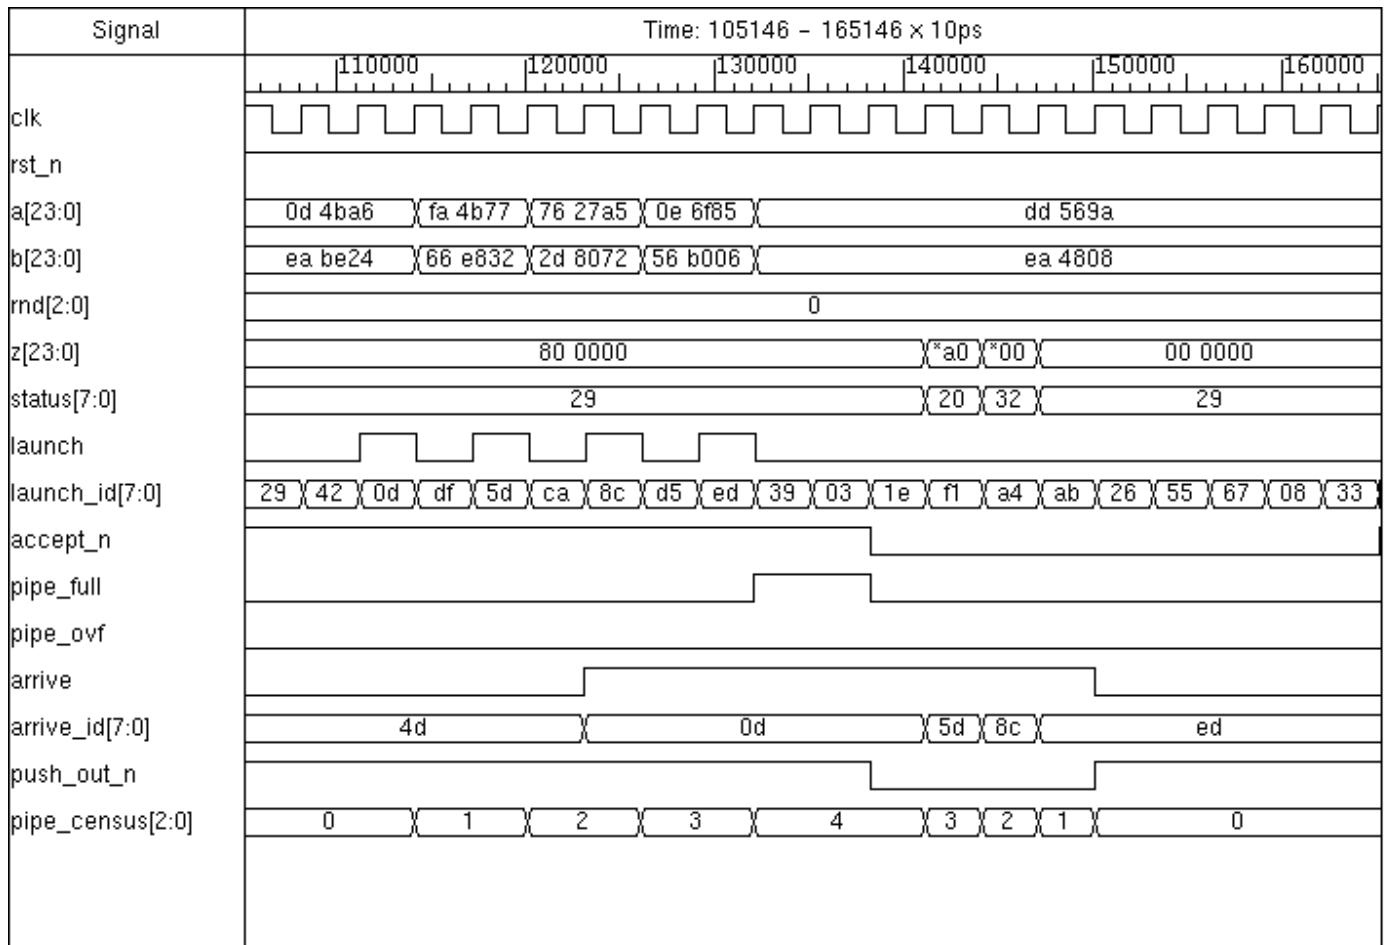 Signal Time: 105146 - 165146 x 10ps
110000 120000 130000 140000 150000 160000
clk
rst_n
a[23:0] 0d 4ba6 fa 4b77 76 27a5 0e 6f85 dd 569a
b[23:0] ea be24 66 e832 2d 8072 56 b006 ea 4808
rnd[2:0] 0
z[23:0] 80 0000 *a0 *00 00 0000
status[7:0] 29 20 32 29
launch
launch_id[7:0] 29 42 0d df 5d ca 8c d5 ed 39 03 1e f1 a4 ab 26 55 67 08 33
accept_n
pipe_full
pipe_ovf
arrive
arrive_id[7:0] 4d 0d 5d 8c ed
push_out_n
pipe_census[2:0] 0 1 2 3 4 3 2 1 0